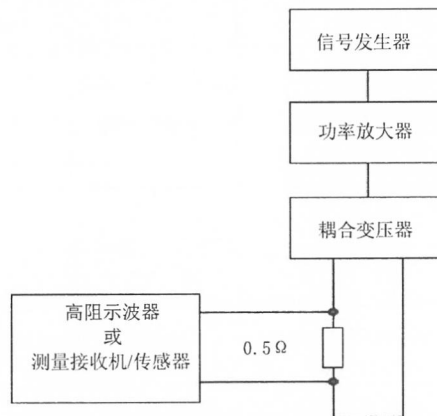 信号发生器
功率放大器
耦合变压器
高阻示波器
或
测量接收机/传感器
0.5Ω